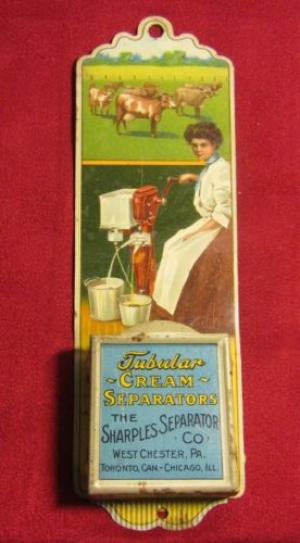 Tubular
~CREAM~
SEPARATORS
THE
SHARPLES SEPARATOR
CO
WEST CHESTER, PA.
TORONTO, CAN.-CHICAGO, ILL.